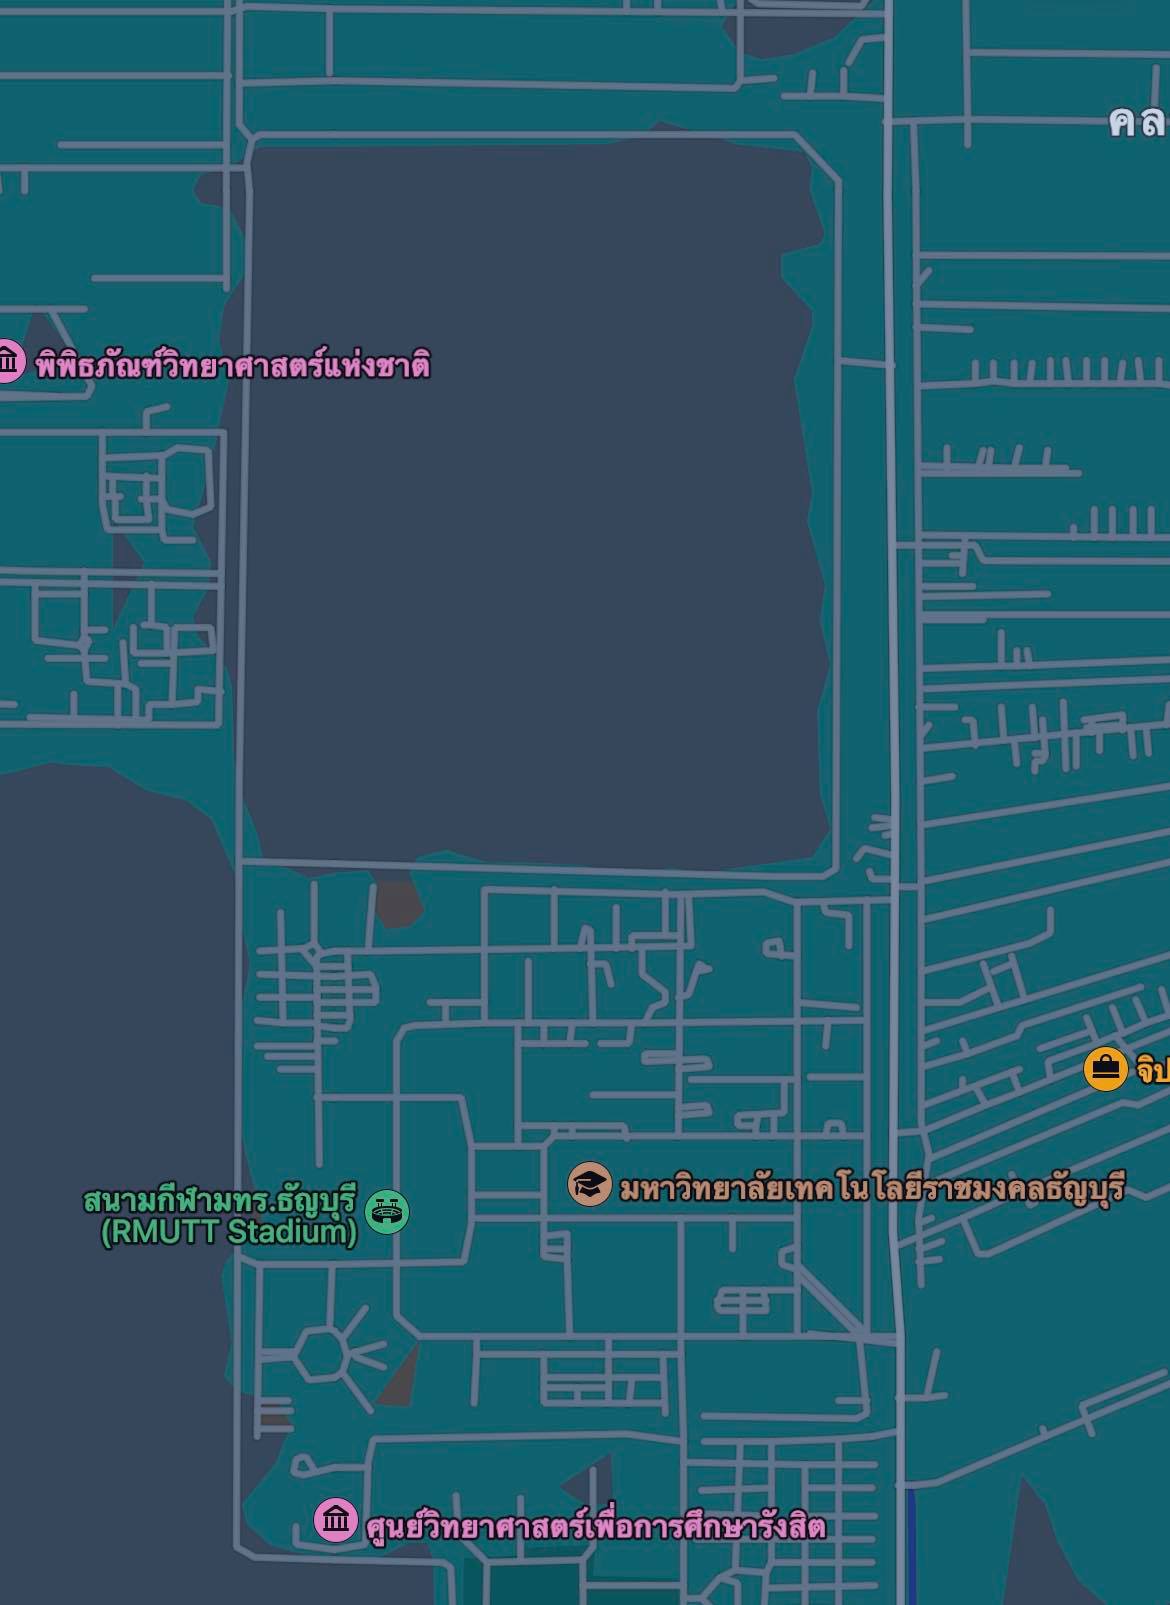 คล
พิพิธภัณฑ์วิทยาศาสตร์แห่งชาติ
จิป
มหาวิทยาลัยเทคโนโลยีราชมงคลธัญบุรี
สนามกีฬามทร.ธัญบุรี
(RMUTT Stadium)
ศูนย์วิทยาศาสตร์เพื่อการศึกษารังสิต